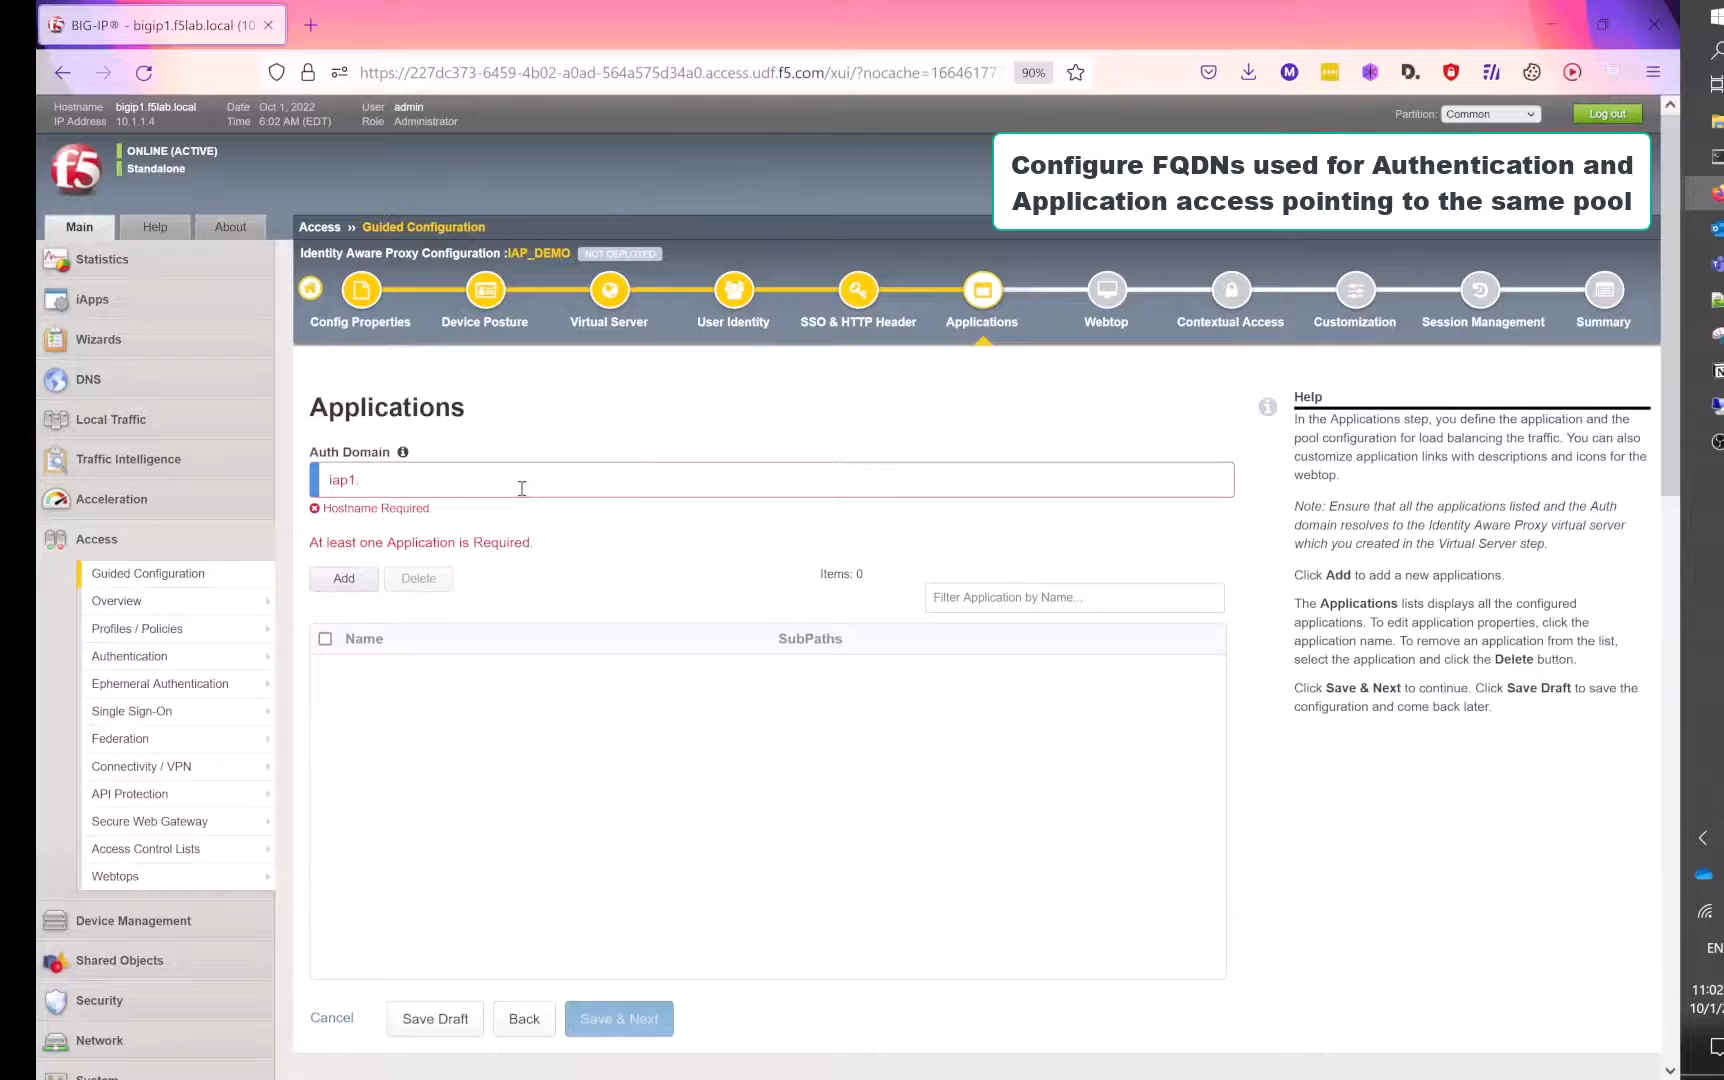 BIG-IP® - bigip1.f5lab.local (10
https://227dc373-6459-4b02-a0ad-564a575d34a0.access.udf.f5.com/xui/?nocache=16646177
90%
Hostname bigip1.f5lab.local Date Oct 1, 2022 User admin
IP Address 10.1.1.4 Time 6:02 AM (EDT) Role Administrator
Partition: Common
Log out
f5
ONLINE (ACTIVE)
Standalone
Configure FQDNs used for Authentication and
Application access pointing to the same pool
Main Help About
Access » Guided Configuration
Identity Aware Proxy Configuration :IAP_DEMO NOT DEPLOYED
Config Properties
Device Posture
Virtual Server
User Identity
SSO & HTTP Header
Applications
Webtop
Contextual Access
Customization
Session Management
Summary
Statistics
iApps
Wizards
DNS
Local Traffic
Traffic Intelligence
Acceleration
Access
Guided Configuration
Overview
Profiles / Policies
Authentication
Ephemeral Authentication
Single Sign-On
Federation
Connectivity / VPN
API Protection
Secure Web Gateway
Access Control Lists
Webtops
Device Management
Shared Objects
Security
Network
Applications
Auth Domain
iap1.
Hostname Required
At least one Application is Required.
Add
Delete
Items: 0
Filter Application by Name...
Name
SubPaths
Cancel
Save Draft
Back
Save & Next
Help
In the Applications step, you define the application and the
pool configuration for load balancing the traffic. You can also
customize application links with descriptions and icons for the
webtop.
Note: Ensure that all the applications listed and the Auth
domain resolves to the Identity Aware Proxy virtual server
which you created in the Virtual Server step.
Click Add to add a new applications.
The Applications lists displays all the configured
applications. To edit application properties, click the
application name. To remove an application from the list,
select the application and click the Delete button.
Click Save & Next to continue. Click Save Draft to save the
configuration and come back later.
EN
11:02
10/1/